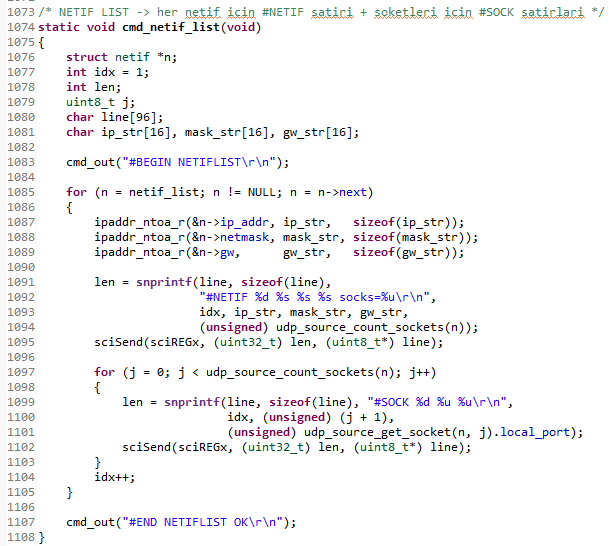 1073 /* NETIF LIST -> her netif icin #NETIF satiri + soketleri icin #SOCK satirlari */
1074 static void cmd_netif_list(void)
1075 {
1076     struct netif *n;
1077     int idx = 1;
1078     int len;
1079     uint8_t j;
1080     char line[96];
1081     char ip_str[16], mask_str[16], gw_str[16];
1082
1083     cmd_out("#BEGIN NETIFLIST\r\n");
1084
1085     for (n = netif_list; n != NULL; n = n->next)
1086     {
1087         ipaddr_ntoa_r(&n->ip_addr, ip_str,   sizeof(ip_str));
1088         ipaddr_ntoa_r(&n->netmask, mask_str, sizeof(mask_str));
1089         ipaddr_ntoa_r(&n->gw,      gw_str,   sizeof(gw_str));
1090
1091         len = snprintf(line, sizeof(line),
1092                        "#NETIF %d %s %s %s socks=%u\r\n",
1093                        idx, ip_str, mask_str, gw_str,
1094                        (unsigned) udp_source_count_sockets(n));
1095         sciSend(sciREGx, (uint32_t) len, (uint8_t*) line);
1096
1097         for (j = 0; j < udp_source_count_sockets(n); j++)
1098         {
1099             len = snprintf(line, sizeof(line), "#SOCK %d %u %u\r\n",
1100                            idx, (unsigned) (j + 1),
1101                            (unsigned) udp_source_get_socket(n, j).local_port);
1102             sciSend(sciREGx, (uint32_t) len, (uint8_t*) line);
1103         }
1104         idx++;
1105     }
1106
1107     cmd_out("#END NETIFLIST OK\r\n");
1108 }